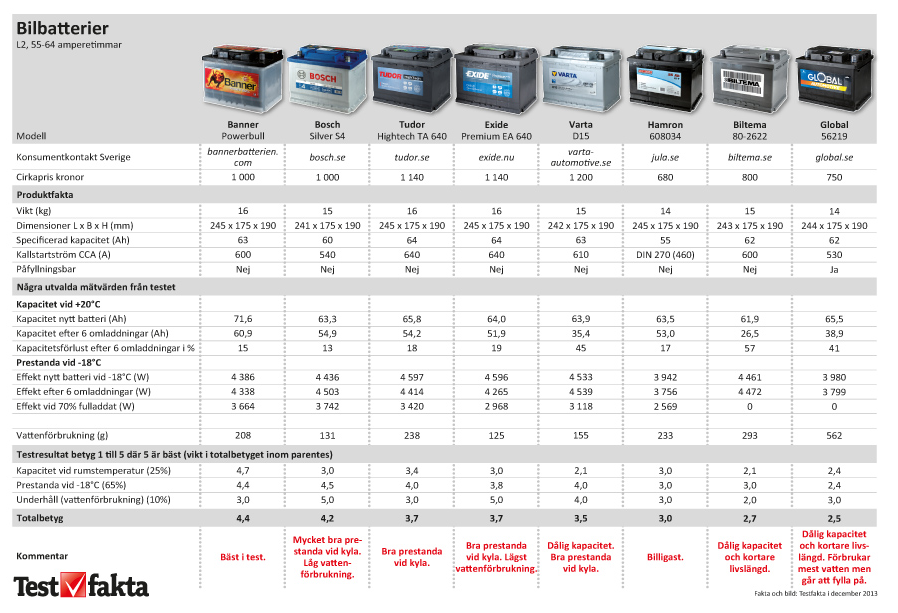 Bilbatterier
L2, 55-64 amperetimmar
Banner
BOSCH
S4
TUDOR
EXIDE
VARTA
BILTEMA
GLOBAL
Modell Banner Powerbull Bosch Silver S4 Tudor Hightech TA 640 Exide Premium EA 640 Varta D15 Hamron 608034 Biltema 80-2622 Global 56219
Konsumentkontakt Sverige bannerbatterien.com bosch.se tudor.se exide.nu varta-automotive.se jula.se biltema.se global.se
Cirkapris kronor 1 000 1 000 1 140 1 140 1 200 680 800 750
Produktfakta
Vikt (kg) 16 15 16 16 15 14 15 14
Dimensioner L x B x H (mm) 245 x 175 x 190 241 x 175 x 190 245 x 175 x 190 245 x 175 x 190 242 x 175 x 190 245 x 175 x 190 243 x 175 x 190 244 x 175 x 190
Specificerad kapacitet (Ah) 63 60 64 64 63 55 62 62
Kallstartström CCA (A) 600 540 640 640 610 DIN 270 (460) 600 530
Påfyllningsbar Nej Nej Nej Nej Nej Nej Nej Ja
Några utvalda mätvärden från testet
Kapacitet vid +20°C
Kapacitet nytt batteri (Ah) 71,6 63,3 65,8 64,0 63,9 63,5 61,9 65,5
Kapacitet efter 6 omladdningar (Ah) 60,9 54,9 54,2 51,9 35,4 53,0 26,5 38,9
Kapacitetsförlust efter 6 omladdningar i % 15 13 18 19 45 17 57 41
Prestanda vid -18°C
Effekt nytt batteri vid -18°C (W) 4 386 4 436 4 597 4 596 4 533 3 942 4 461 3 980
Effekt efter 6 omladdningar (W) 4 338 4 503 4 414 4 265 4 539 3 756 4 472 3 799
Effekt vid 70% fulladdat (W) 3 664 3 742 3 420 2 968 3 118 2 569 0 0
Vattenförbrukning (g) 208 131 238 125 155 233 293 562
Testresultat betyg 1 till 5 där 5 är bäst (vikt i totalbetyget inom parentes)
Kapacitet vid rumstemperatur (25%) 4,7 3,0 3,4 3,0 2,1 3,0 2,1 2,4
Prestanda vid -18°C (65%) 4,4 4,5 4,0 3,8 4,0 3,0 3,0 2,4
Underhåll (vattenförbrukning) (10%) 3,0 5,0 3,0 5,0 4,0 3,0 2,0 3,0
Totalbetyg 4,4 4,2 3,7 3,7 3,5 3,0 2,7 2,5
Kommentar
Bäst i test.
Mycket bra pre-
standa vid kyla.
Låg vatten-
förbrukning.
Bra prestanda
vid kyla.
Bra prestanda
vid kyla. Lägst
vattenförbrukning.
Dålig kapacitet.
Bra prestanda
vid kyla.
Billigast.
Dålig kapacitet
och kortare
livslängd.
Dålig kapacitet
och kortare livs-
längd. Förbrukar
mest vatten men
går att fylla på.
Testfakta
Fakta och bild: Testfakta i december 2013